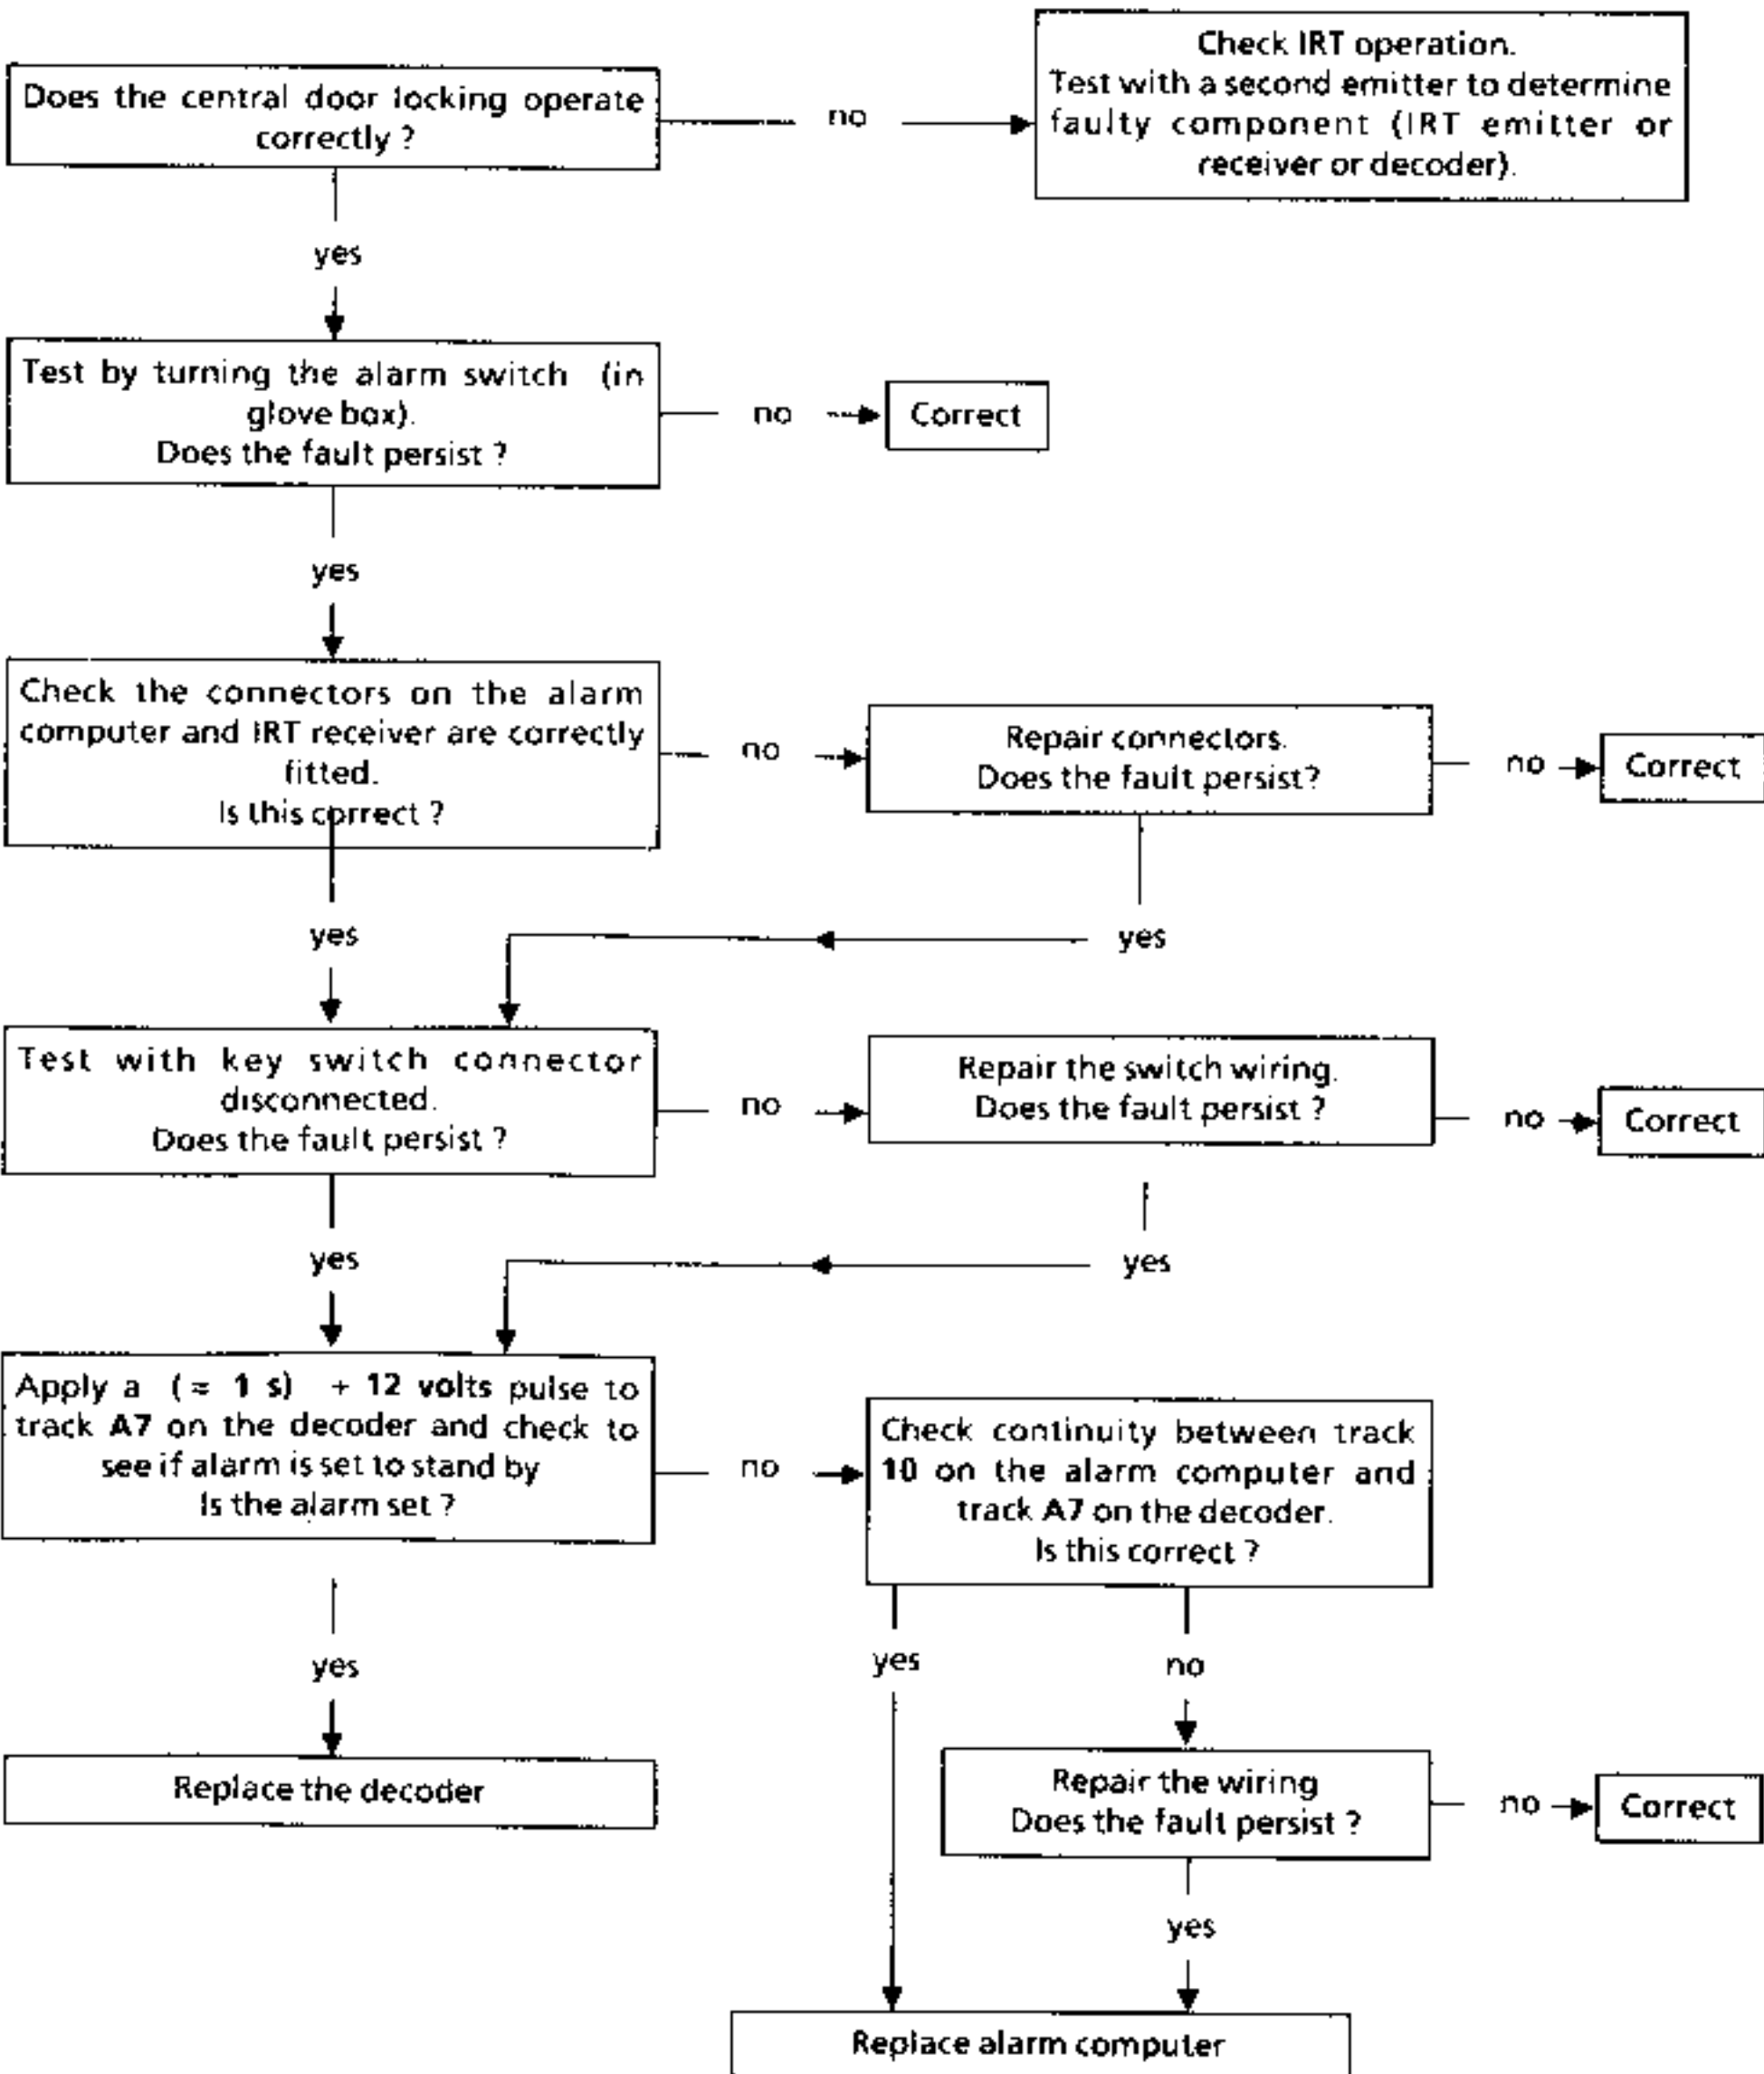 Does the central door locking operate
correctly ?
no
Check IRT operation.
Test with a second emitter to determine
faulty component (IRT emitter or
receiver or decoder).
yes
Test by turning the alarm switch (in
glove box).
Does the fault persist ?
no
Correct
yes
Check the connectors on the alarm
computer and IRT receiver are correctly
fitted.
Is this correct ?
no
Repair connectors.
Does the fault persist?
no
Correct
yes
yes
Test with key switch connector
disconnected.
Does the fault persist ?
no
Repair the switch wiring.
Does the fault persist ?
no
Correct
yes
yes
Apply a (≈ 1 s) + 12 volts pulse to
track A7 on the decoder and check to
see if alarm is set to stand by
Is the alarm set ?
no
Check continuity between track
10 on the alarm computer and
track A7 on the decoder.
Is this correct ?
yes
yes
no
Replace the decoder
Repair the wiring
Does the fault persist ?
no
Correct
yes
Replace alarm computer